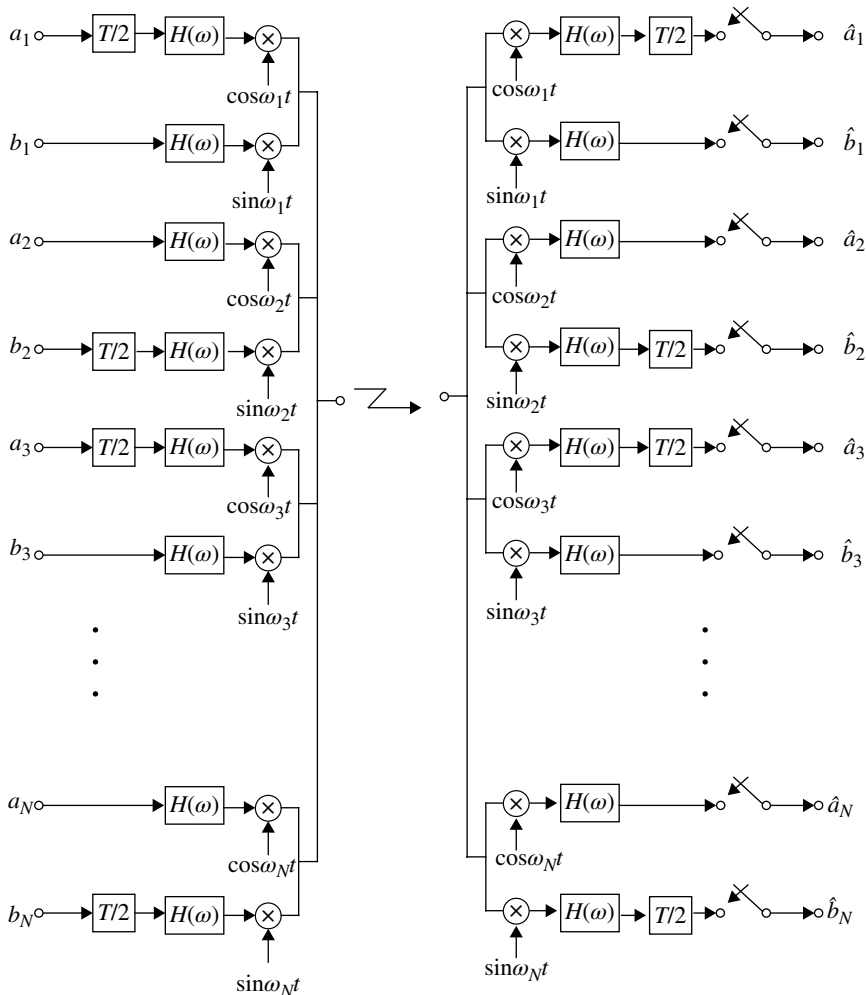 a₁ T/2 H(ω) × × H(ω) T/2 â₁
cosω₁t cosω₁t
b₁ H(ω) × × H(ω) b̂₁
sinω₁t sinω₁t
a₂ H(ω) × × H(ω) â₂
cosω₂t cosω₂t
b₂ T/2 H(ω) × × H(ω) T/2 b̂₂
sinω₂t sinω₂t
a₃ T/2 H(ω) × × H(ω) T/2 â₃
cosω₃t cosω₃t
b₃ H(ω) × × H(ω) b̂₃
sinω₃t sinω₃t
a_N H(ω) × × H(ω) â_N
cosω_Nt cosω_Nt
b_N T/2 H(ω) × × H(ω) T/2 b̂_N
sinω_Nt sinω_Nt